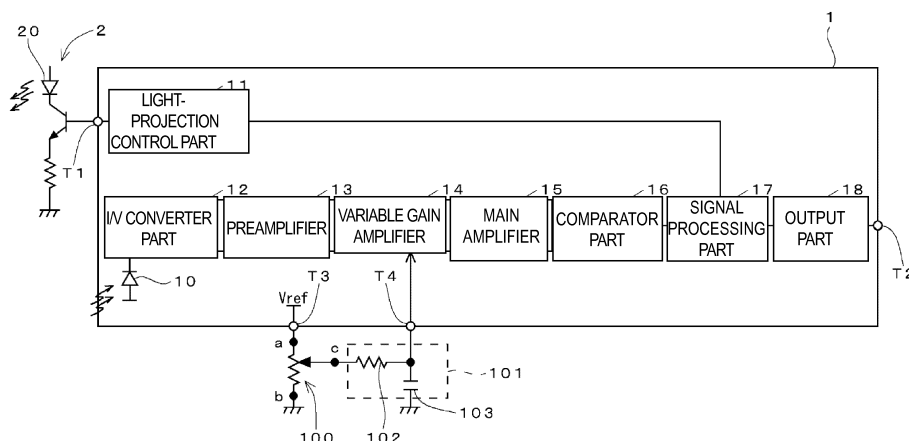 20
2
1
11
LIGHT-
PROJECTION
CONTROL PART
T1
12
13
14
15
16
17
18
I/V CONVERTER
PART
PREAMPLIFIER
VARIABLE GAIN
AMPLIFIER
MAIN
AMPLIFIER
COMPARATOR
PART
SIGNAL
PROCESSING
PART
OUTPUT
PART
10
Vref
T3
T4
T2
a
c
b
101
100
102
103